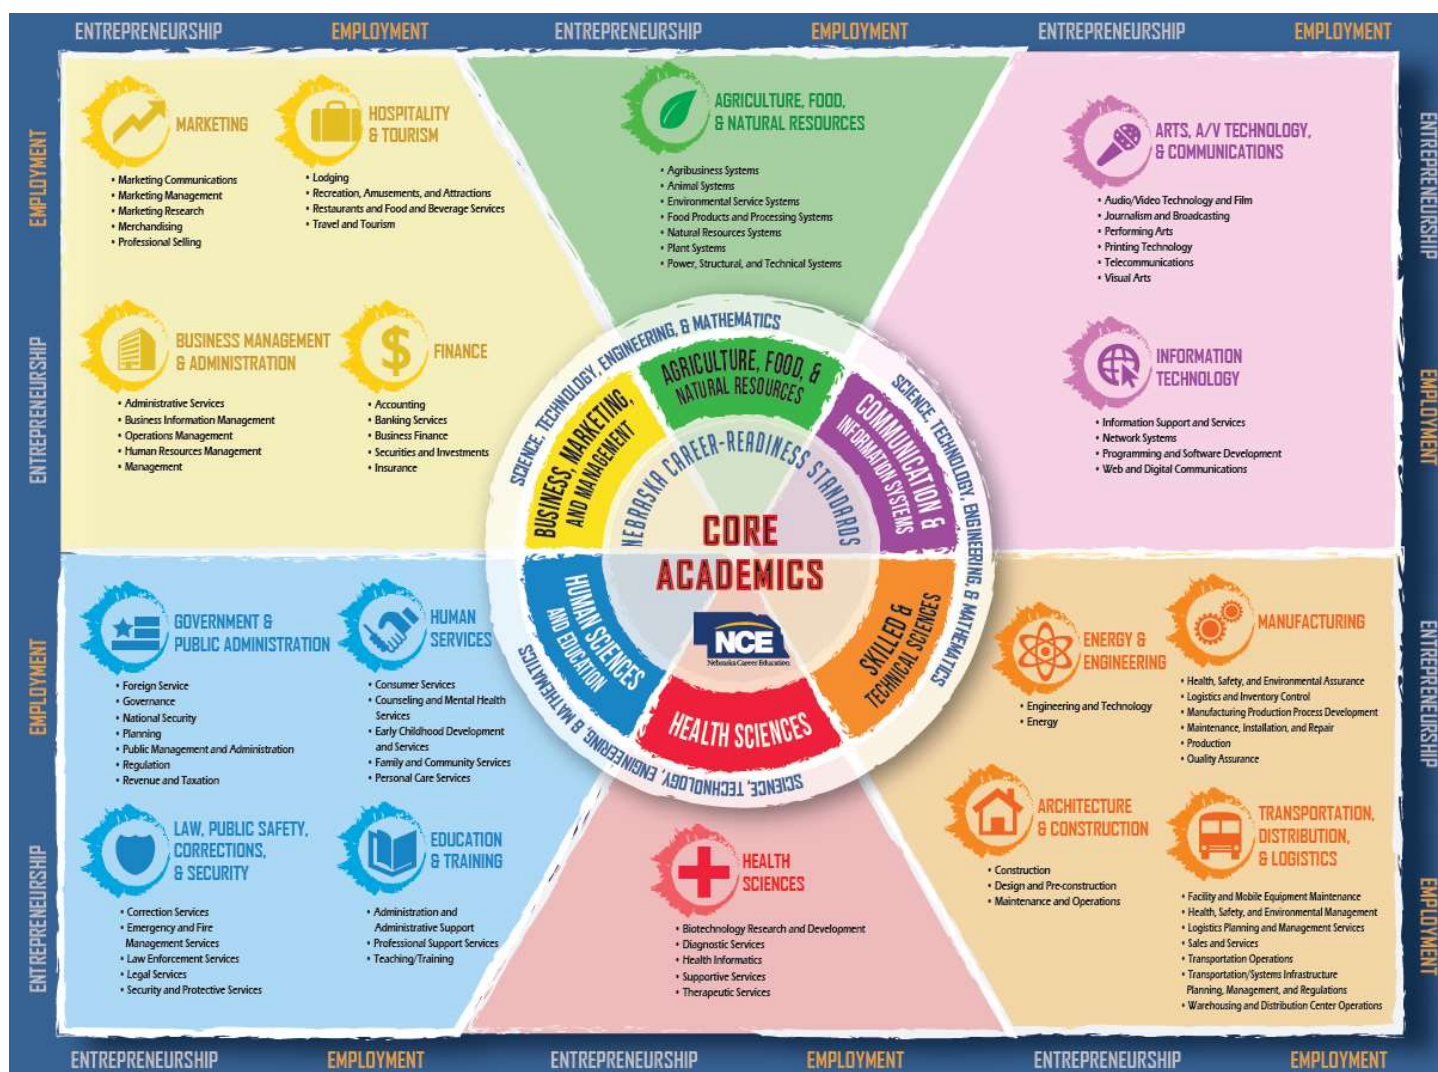 ENTREPRENEURSHIP EMPLOYMENT ENTREPRENEURSHIP EMPLOYMENT ENTREPRENEURSHIP EMPLOYMENT
EMPLOYMENT
ENTREPRENEURSHIP
EMPLOYMENT
ENTREPRENEURSHIP
MARKETING
• Marketing Communications
• Marketing Management
• Marketing Research
• Merchandising
• Professional Selling
HOSPITALITY
& TOURISM
• Lodging
• Recreation, Amusements, and Attractions
• Restaurants and Food and Beverage Services
• Travel and Tourism
BUSINESS MANAGEMENT
& ADMINISTRATION
• Administrative Services
• Business Information Management
• Operations Management
• Human Resources Management
• Management
FINANCE
• Accounting
• Banking Services
• Business Finance
• Securities and Investments
• Insurance
AGRICULTURE, FOOD,
& NATURAL RESOURCES
• Agribusiness Systems
• Animal Systems
• Environmental Service Systems
• Food Products and Processing Systems
• Natural Resources Systems
• Plant Systems
• Power, Structural, and Technical Systems
ARTS, A/V TECHNOLOGY,
& COMMUNICATIONS
• Audio/Video Technology and Film
• Journalism and Broadcasting
• Performing Arts
• Printing Technology
• Telecommunications
• Visual Arts
INFORMATION
TECHNOLOGY
• Information Support and Services
• Network Systems
• Programming and Software Development
• Web and Digital Communications
SCIENCE, TECHNOLOGY, ENGINEERING, & MATHEMATICS
SCIENCE, TECHNOLOGY, ENGINEERING, & MATHEMATICS
SCIENCE, TECHNOLOGY, ENGINEERING, & MATHEMATICS
BUSINESS, MARKETING,
AND MANAGEMENT
AGRICULTURE, FOOD, &
NATURAL RESOURCES
COMMUNICATION &
INFORMATION SYSTEMS
SKILLED &
TECHNICAL SCIENCES
HEALTH SCIENCES
HUMAN SCIENCES
AND EDUCATION
NEBRASKA CAREER-READINESS STANDARDS
CORE
ACADEMICS
NCE
Nebraska Career Education
GOVERNMENT &
PUBLIC ADMINISTRATION
• Foreign Service
• Governance
• National Security
• Planning
• Public Management and Administration
• Regulation
• Revenue and Taxation
HUMAN
SERVICES
• Consumer Services
• Counseling and Mental Health
Services
• Early Childhood Development
and Services
• Family and Community Services
• Personal Care Services
LAW, PUBLIC SAFETY,
CORRECTIONS,
& SECURITY
• Correction Services
• Emergency and Fire
Management Services
• Law Enforcement Services
• Legal Services
• Security and Protective Services
EDUCATION
& TRAINING
• Administration and
Administrative Support
• Professional Support Services
• Teaching/Training
HEALTH
SCIENCES
• Biotechnology Research and Development
• Diagnostic Services
• Health Informatics
• Supportive Services
• Therapeutic Services
ENERGY &
ENGINEERING
• Engineering and Technology
• Energy
MANUFACTURING
• Health, Safety, and Environmental Assurance
• Logistics and Inventory Control
• Manufacturing Production Process Development
• Maintenance, Installation, and Repair
• Production
• Quality Assurance
ARCHITECTURE
& CONSTRUCTION
• Construction
• Design and Pre-construction
• Maintenance and Operations
TRANSPORTATION,
DISTRIBUTION,
& LOGISTICS
• Facility and Mobile Equipment Maintenance
• Health, Safety, and Environmental Management
• Logistics Planning and Management Services
• Sales and Services
• Transportation Operations
• Transportation/Systems Infrastructure
Planning, Management, and Regulations
• Warehousing and Distribution Center Operations
ENTREPRENEURSHIP
EMPLOYMENT
ENTREPRENEURSHIP
EMPLOYMENT
ENTREPRENEURSHIP EMPLOYMENT ENTREPRENEURSHIP EMPLOYMENT ENTREPRENEURSHIP EMPLOYMENT